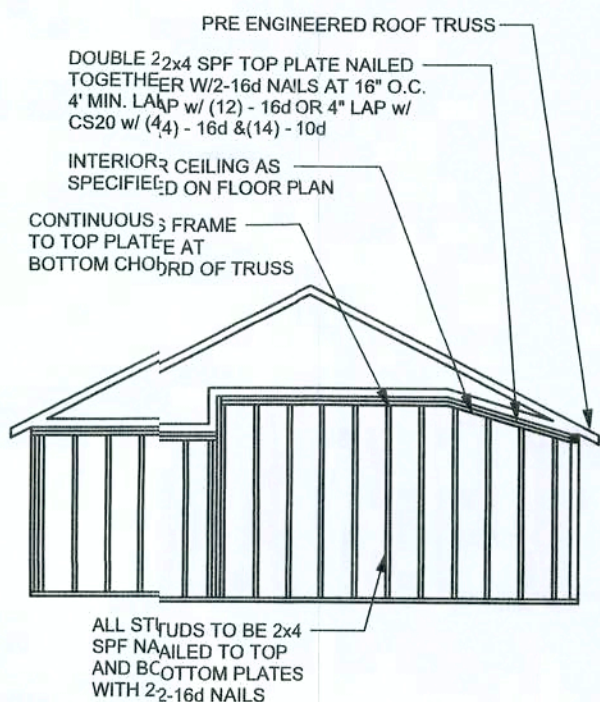 PRE ENGINEERED ROOF TRUSS
DOUBLE 2x4 SPF TOP PLATE NAILED
TOGETHER W/2-16d NAILS AT 16" O.C.
4' MIN. LAP w/ (12) - 16d OR 4" LAP w/
CS20 w/ (4) - 16d &(14) - 10d
INTERIOR CEILING AS
SPECIFIED ON FLOOR PLAN
CONTINUOUS FRAME
TO TOP PLATE AT
BOTTOM CHORD OF TRUSS
ALL STUDS TO BE 2x4
SPF NAILED TO TOP
AND BOTTOM PLATES
WITH 2-16d NAILS